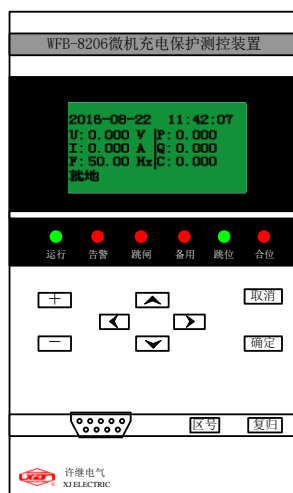 WFB-8206微机充电保护测控装置
2016-08-22 11:42:07
U:0.000 V P:0.000
I:0.000 A Q:0.000
F:50.00 Hz C:0.000
就地
运行 告警 跳闸 备用 跳位 合位
+ 取消
- 确定
区号 复归
XJ 许继电气
XJ ELECTRIC